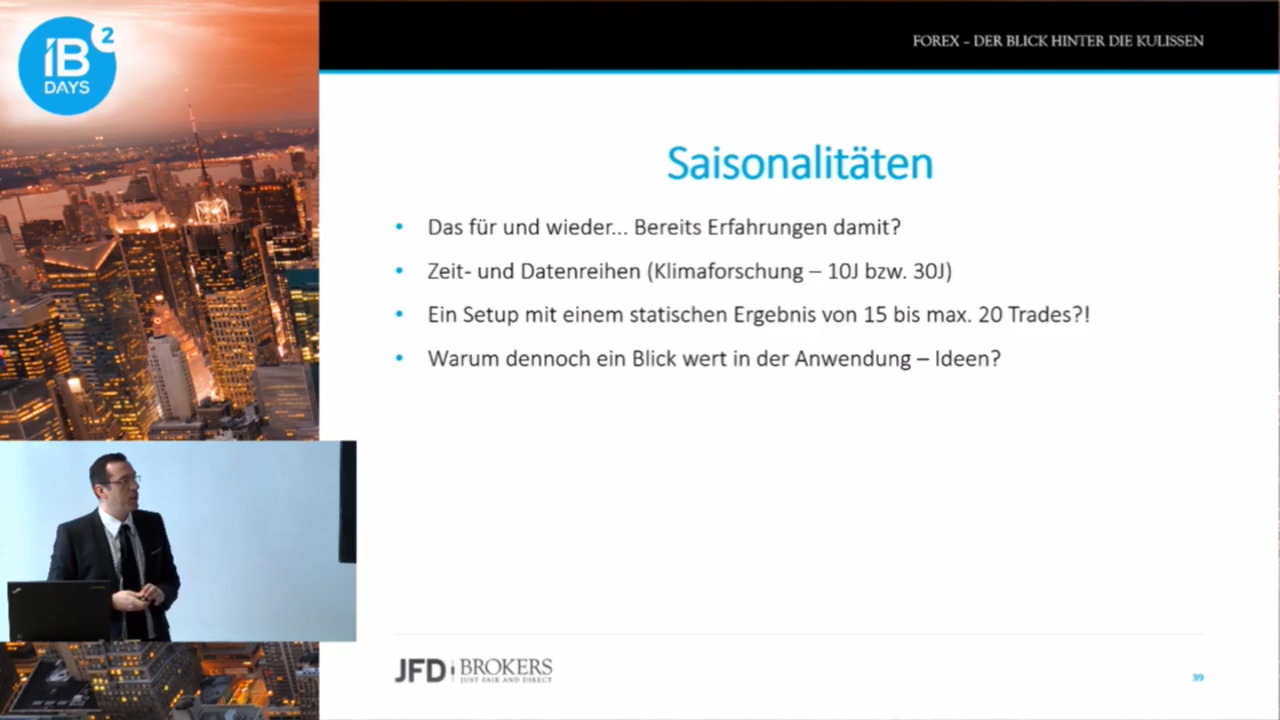 iB
2
DAYS
FOREX – DER BLICK HINTER DIE KULISSEN
Saisonalitäten
• Das für und wieder... Bereits Erfahrungen damit?
• Zeit- und Datenreihen (Klimaforschung – 10J bzw. 30J)
• Ein Setup mit einem statischen Ergebnis von 15 bis max. 20 Trades?!
• Warum dennoch ein Blick wert in der Anwendung – Ideen?
JFD BROKERS
JUST FAIR AND DIRECT
39